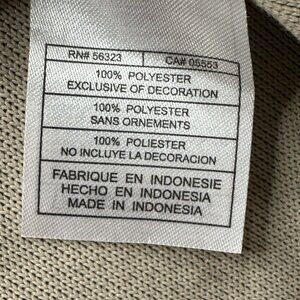 RN# 56323 CA# 05553
100% POLYESTER
EXCLUSIVE OF DECORATION
100% POLYESTER
SANS ORNEMENTS
100% POLIESTER
NO INCLUYE LA DECORACION
FABRIQUE EN INDONESIE
HECHO EN INDONESIA
MADE IN INDONESIA